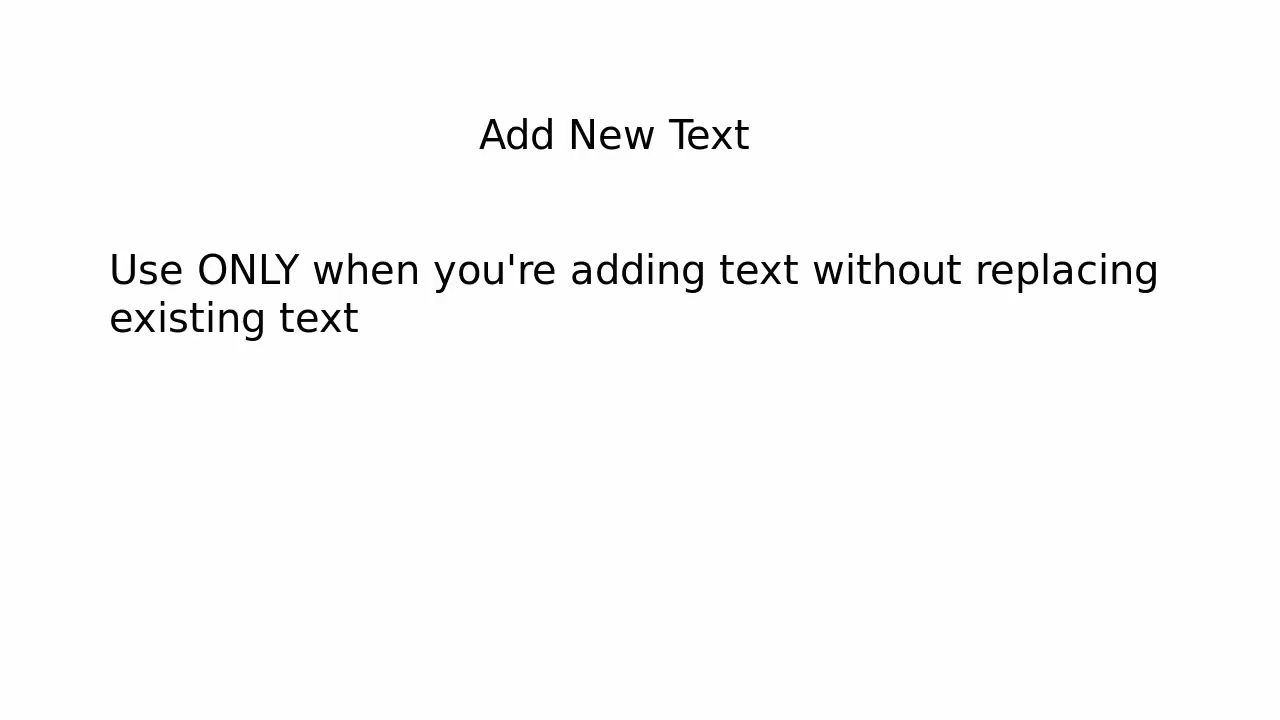 Add New Text
Use ONLY when you're adding text without replacing
existing text